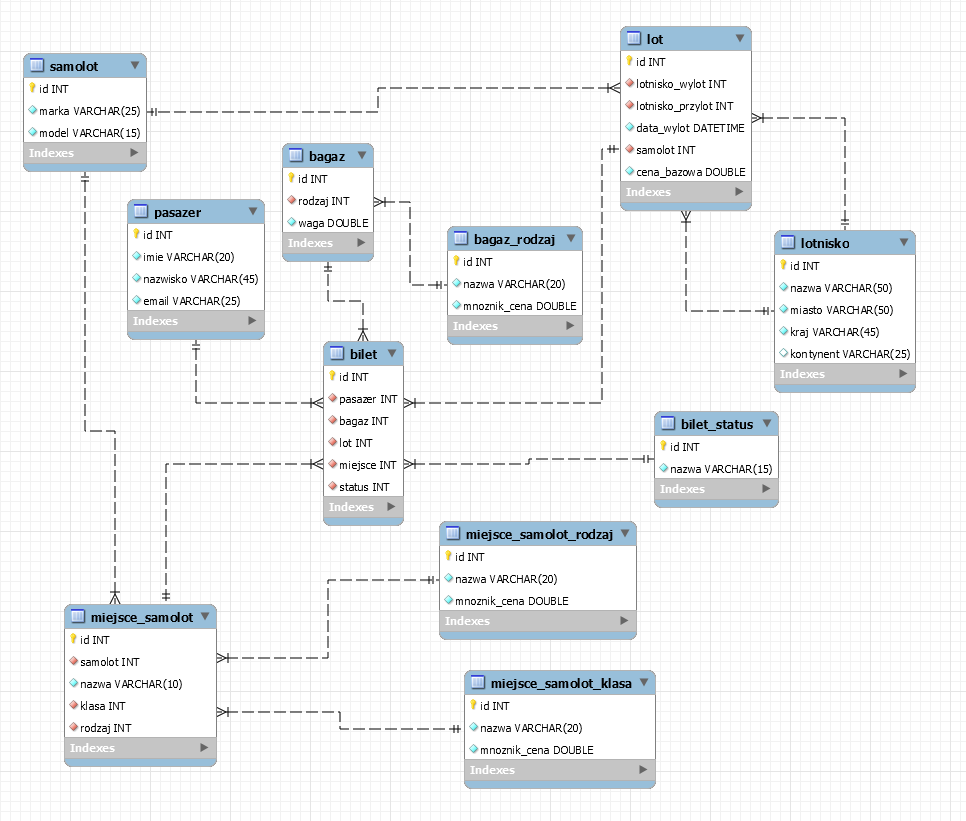 samolot
id INT
marka VARCHAR(25)
model VARCHAR(15)
Indexes
lot
id INT
lotnisko_wylot INT
lotnisko_przylot INT
data_wylot DATETIME
samolot INT
cena_bazowa DOUBLE
Indexes
bagaz
id INT
rodzaj INT
waga DOUBLE
Indexes
pasazer
id INT
imie VARCHAR(20)
nazwisko VARCHAR(45)
email VARCHAR(25)
Indexes
bagaz_rodzaj
id INT
nazwa VARCHAR(20)
mnoznik_cena DOUBLE
Indexes
lotnisko
id INT
nazwa VARCHAR(50)
miasto VARCHAR(50)
kraj VARCHAR(45)
kontynent VARCHAR(25)
Indexes
bilet
id INT
pasazer INT
bagaz INT
lot INT
miejsce INT
status INT
Indexes
bilet_status
id INT
nazwa VARCHAR(15)
Indexes
miejsce_samolot_rodzaj
id INT
nazwa VARCHAR(20)
mnoznik_cena DOUBLE
Indexes
miejsce_samolot
id INT
samolot INT
nazwa VARCHAR(10)
klasa INT
rodzaj INT
Indexes
miejsce_samolot_klasa
id INT
nazwa VARCHAR(20)
mnoznik_cena DOUBLE
Indexes